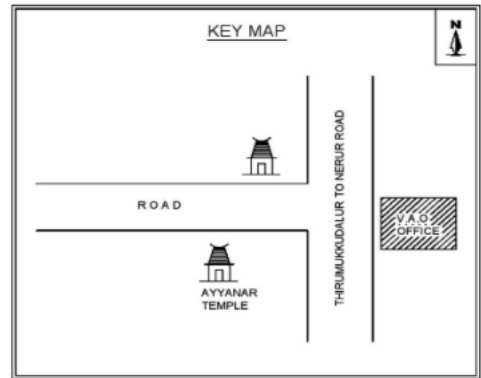 KEY MAP
N
ROAD
THIRUMUKKUDALUR TO NERUR ROAD
V.A.O.
OFFICE
AYYANAR
TEMPLE